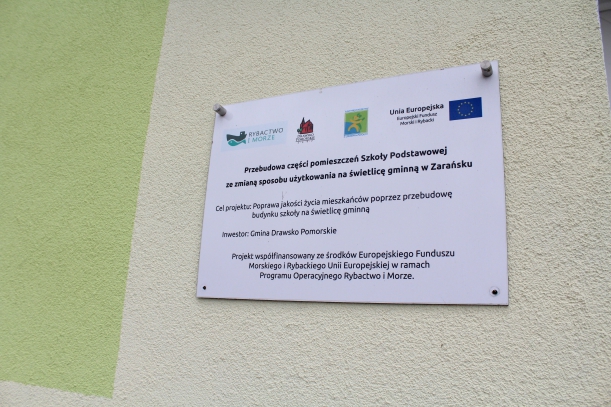 RYBACTWO
I MORZE
Unia Europejska
Europejski Fundusz
Morski i Rybacki
Przebudowa części pomieszczeń Szkoły Podstawowej
ze zmianą sposobu użytkowania na świetlicę gminną w Zarańsku
Cel projektu: Poprawa jakości życia mieszkańców poprzez przebudowę
budynku szkoły na świetlicę gminną
Inwestor: Gmina Drawsko Pomorskie
Projekt współfinansowany ze środków Europejskiego Funduszu
Morskiego i Rybackiego Unii Europejskiej w ramach
Programu Operacyjnego Rybactwo i Morze.